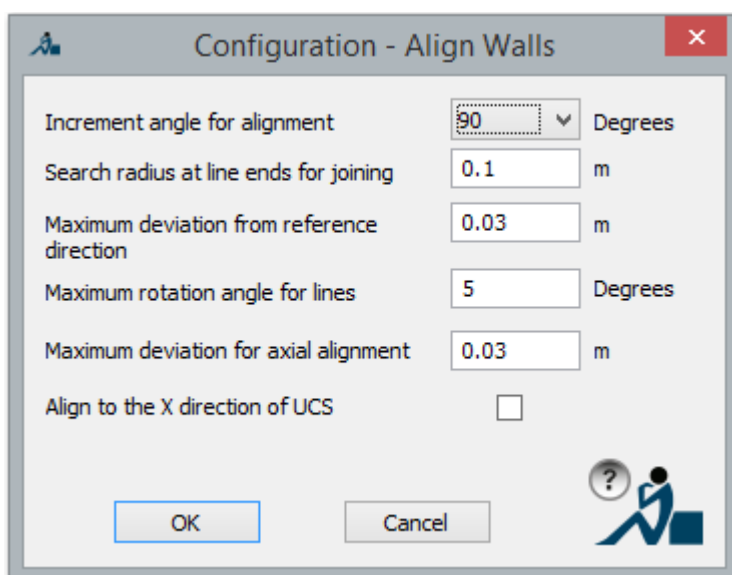 Configuration - Align Walls
Increment angle for alignment 90 Degrees
Search radius at line ends for joining 0.1 m
Maximum deviation from reference 0.03 m
direction
Maximum rotation angle for lines 5 Degrees
Maximum deviation for axial alignment 0.03 m
Align to the X direction of UCS
?
OK Cancel